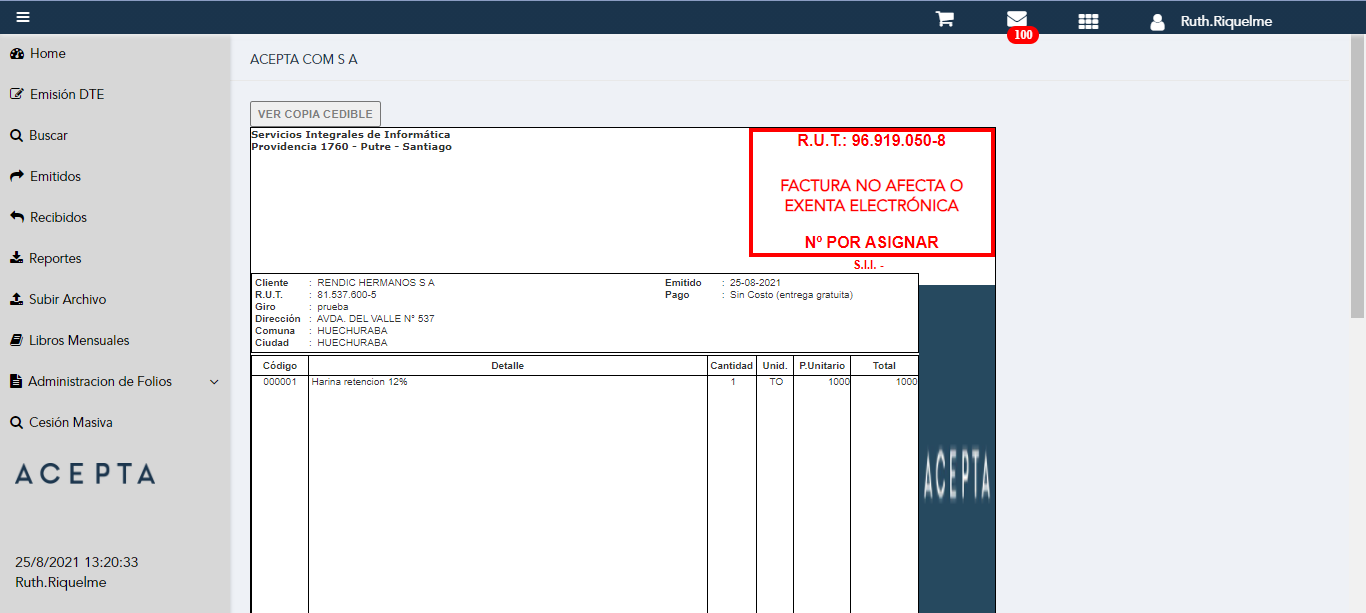 Ruth.Riquelme
100
Home
Emisión DTE
Buscar
Emitidos
Recibidos
Reportes
Subir Archivo
Libros Mensuales
Administracion de Folios
Cesión Masiva
ACEPTA
25/8/2021 13:20:33
Ruth.Riquelme
ACEPTA COM S A
VER COPIA CEDIBLE
Servicios Integrales de Informática
Providencia 1760 - Putre - Santiago
R.U.T.: 96.919.050-8
FACTURA NO AFECTA O
EXENTA ELECTRÓNICA
Nº POR ASIGNAR
S.I.I. -
Cliente : RENDIC HERMANOS S A Emitido : 25-08-2021
R.U.T. : 81.537.600-5 Pago : Sin Costo (entrega gratuita)
Giro : prueba
Dirección : AVDA. DEL VALLE N° 537
Comuna : HUECHURABA
Ciudad : HUECHURABA
Código Detalle Cantidad Unid. P.Unitario Total
000001 Harina retencion 12% 1 TO 1000 1000
ACEPTA